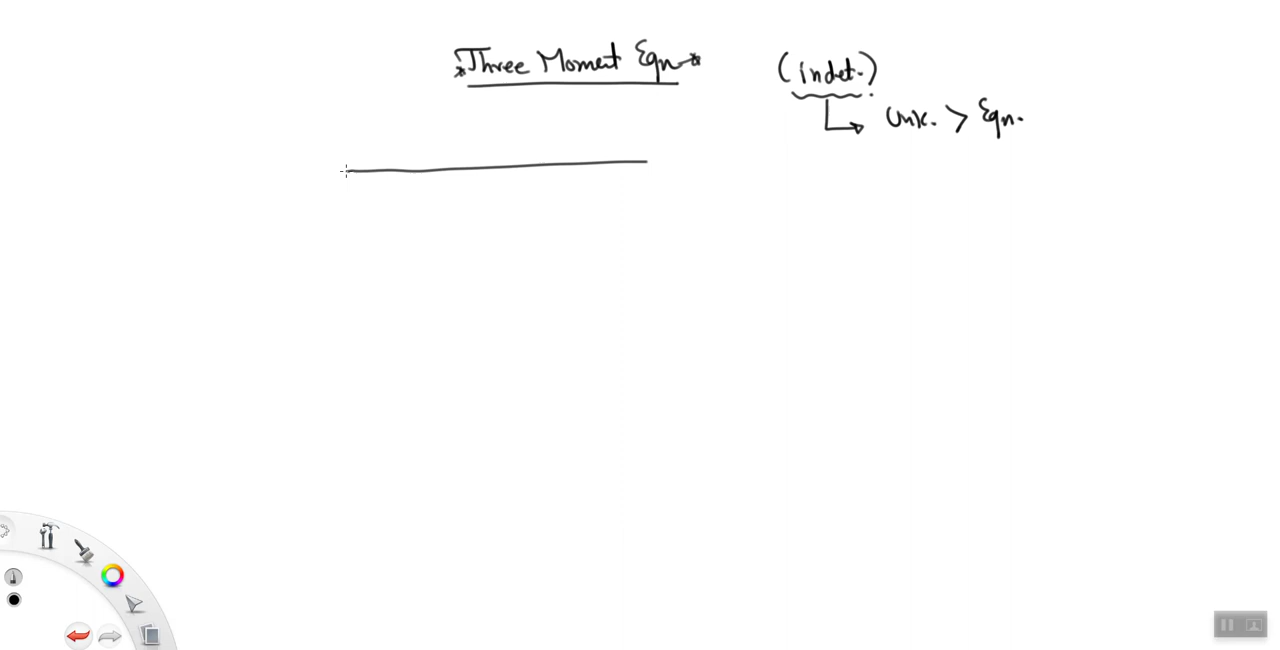 *Three Moment Eqn*
(indet.)
unk. > Eqn.